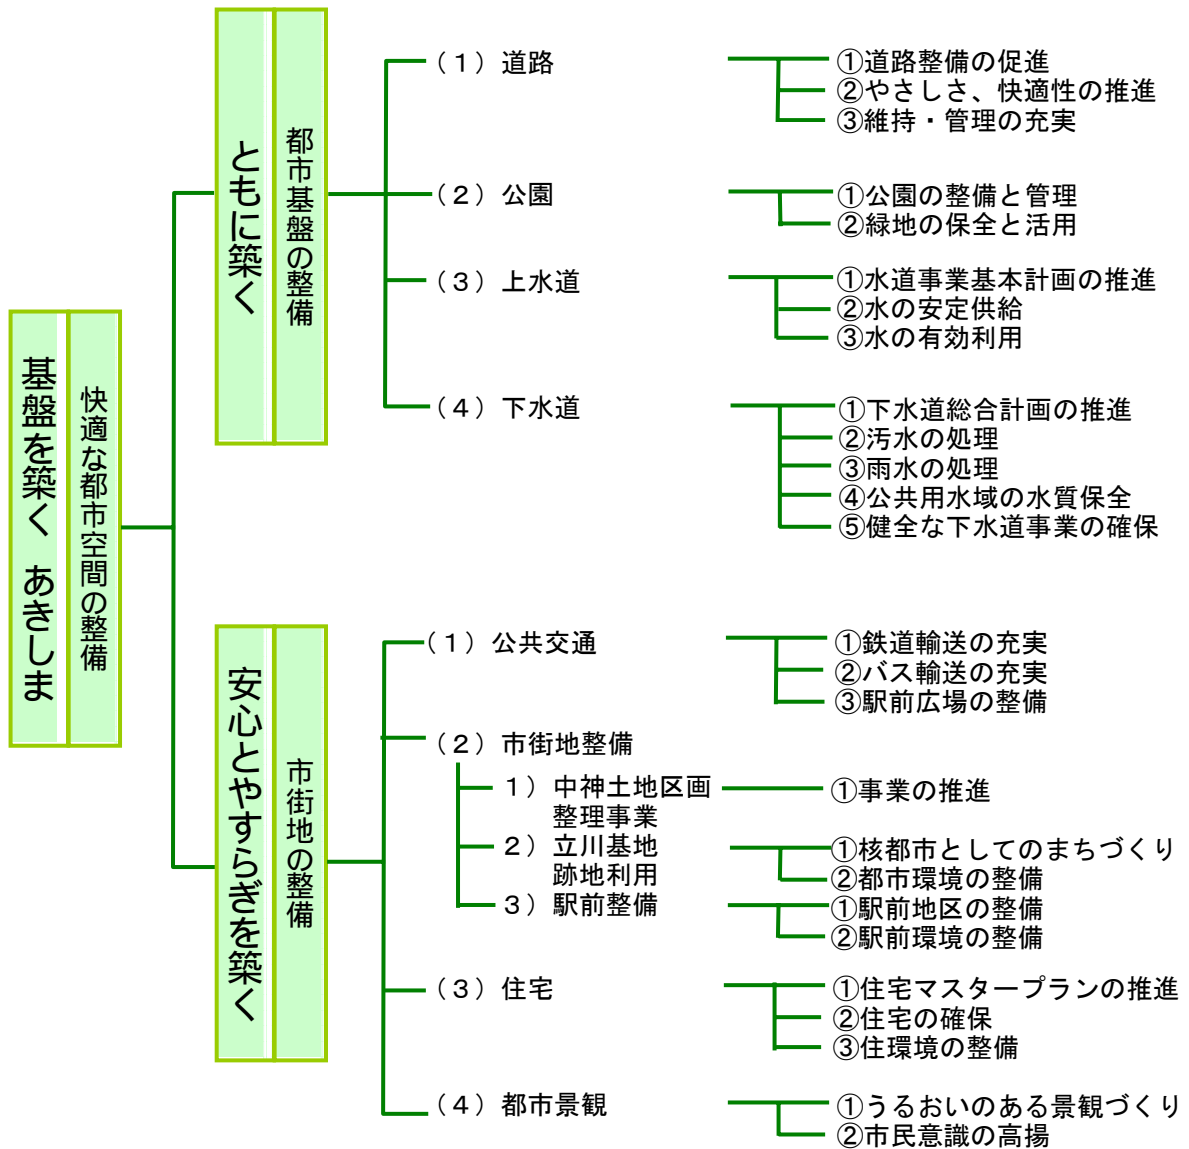 基盤を築く　あきしま
快適な都市空間の整備
ともに築く
都市基盤の整備
（１）道路
①道路整備の促進
②やさしさ、快適性の推進
③維持・管理の充実
（２）公園
①公園の整備と管理
②緑地の保全と活用
（３）上水道
①水道事業基本計画の推進
②水の安定供給
③水の有効利用
（４）下水道
①下水道総合計画の推進
②汚水の処理
③雨水の処理
④公共用水域の水質保全
⑤健全な下水道事業の確保
安心とやすらぎを築く
市街地の整備
（１）公共交通
①鉄道輸送の充実
②バス輸送の充実
③駅前広場の整備
（２）市街地整備
１）中神土地区画
整理事業
①事業の推進
２）立川基地
跡地利用
①核都市としてのまちづくり
②都市環境の整備
３）駅前整備
①駅前地区の整備
②駅前環境の整備
（３）住宅
①住宅マスタープランの推進
②住宅の確保
③住環境の整備
（４）都市景観
①うるおいのある景観づくり
②市民意識の高揚